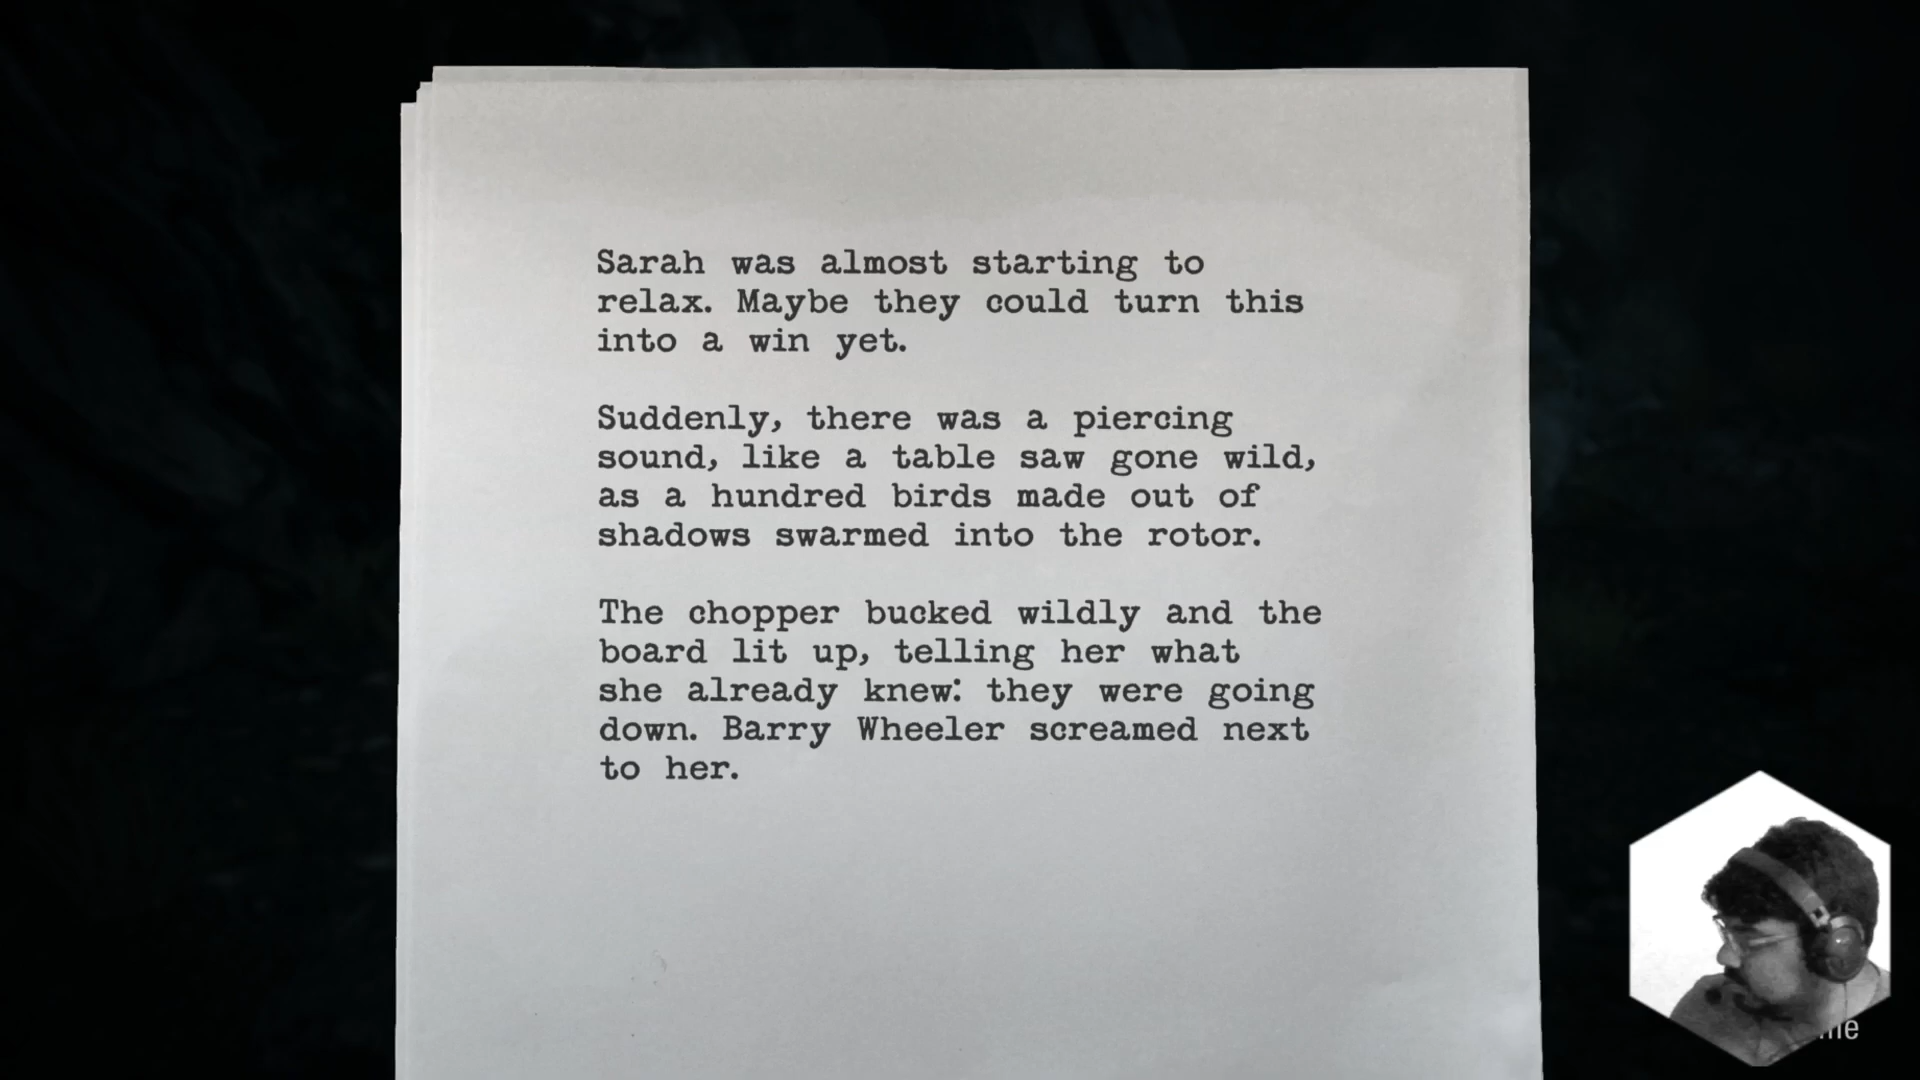 Sarah was almost starting to
relax. Maybe they could turn this
into a win yet.
Suddenly, there was a piercing
sound, like a table saw gone wild,
as a hundred birds made out of
shadows swarmed into the rotor.
The chopper bucked wildly and the
board lit up, telling her what
she already knew: they were going
down. Barry Wheeler screamed next
to her.